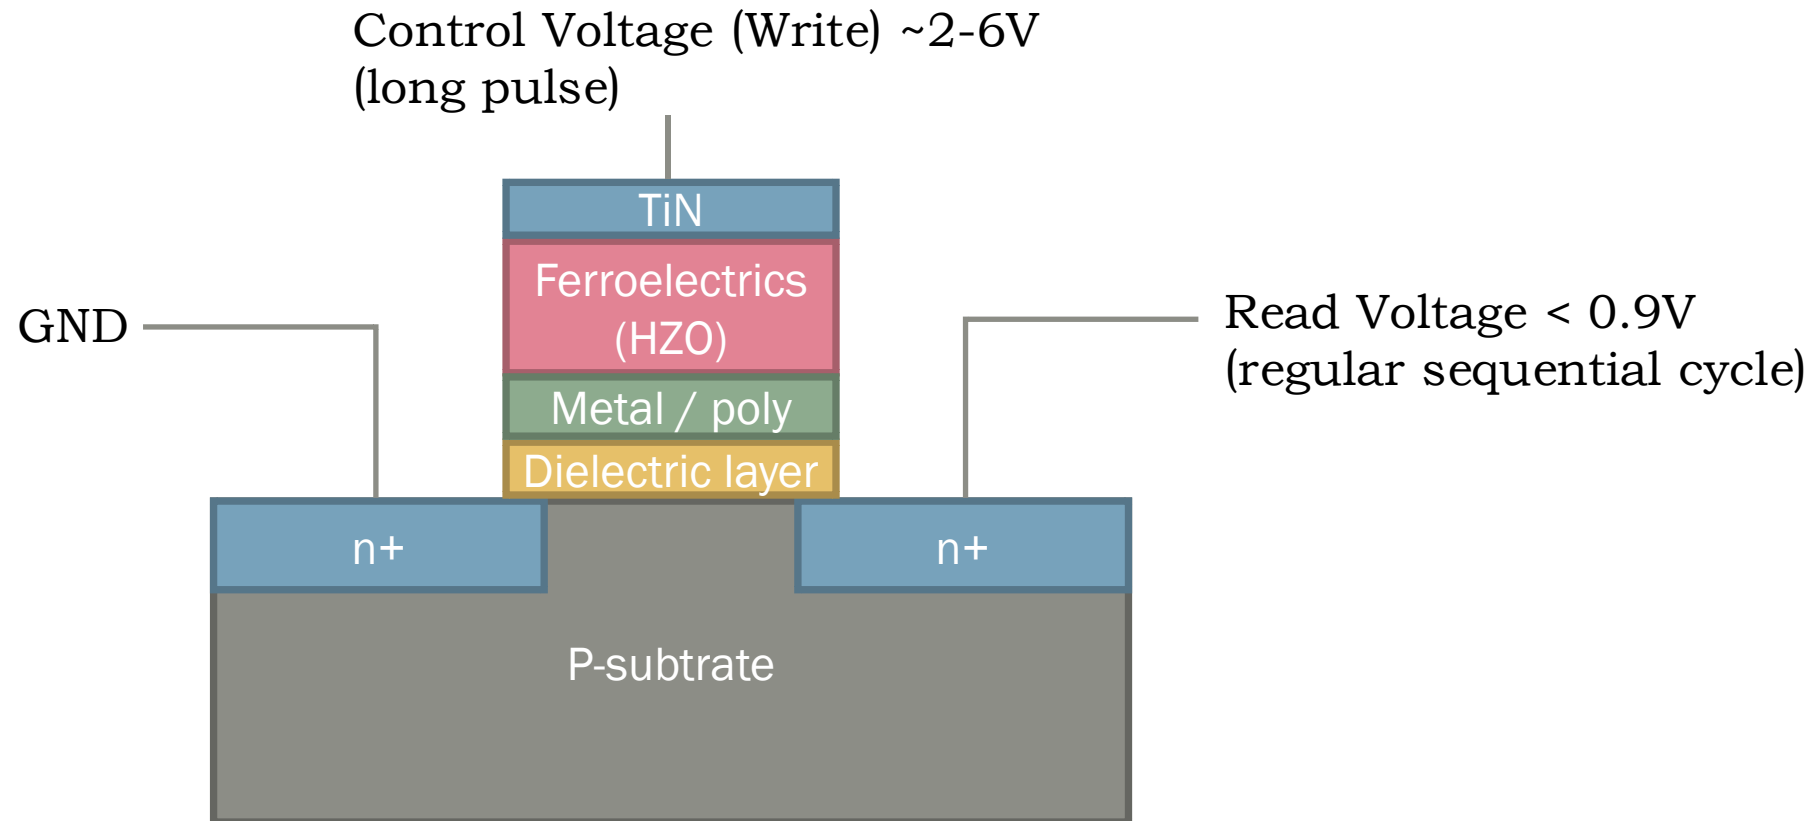 Control Voltage (Write) ~2-6V
(long pulse)
TiN
Ferroelectrics
(HZO)
GND
Read Voltage < 0.9V
(regular sequential cycle)
Metal / poly
Dielectric layer
n+
n+
P-subtrate